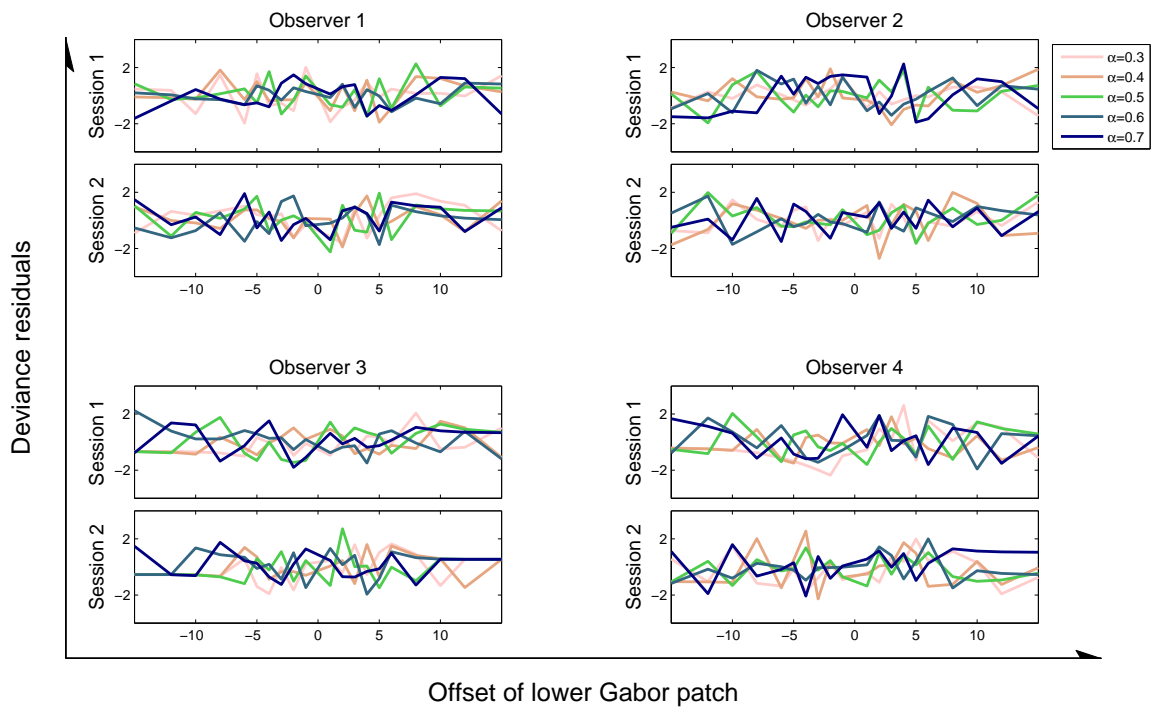 Observer 1
Observer 2
Session 1
2
−2
Session 1
2
−2
α=0.3
α=0.4
α=0.5
α=0.6
α=0.7
Session 2
2
−2
−10 −5 0 5 10
Session 2
2
−2
−10 −5 0 5 10
Deviance residuals
Observer 3
Observer 4
Session 1
2
−2
Session 1
2
−2
Session 2
2
−2
−10 −5 0 5 10
Session 2
2
−2
−10 −5 0 5 10
Offset of lower Gabor patch